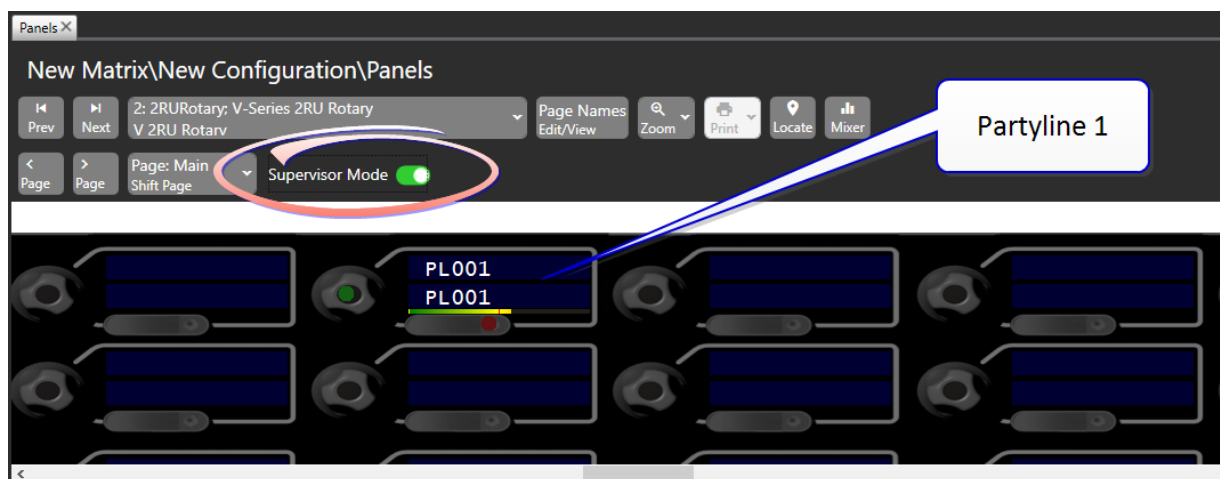 Panels
New Matrix\New Configuration\Panels
Prev
Next
2: 2RURotary; V-Series 2RU Rotary
V 2RU Rotary
Page Names
Edit/View
Zoom
Print
Locate
Mixer
Partyline 1
Page
Page
Page: Main
Shift Page
Supervisor Mode
PL001
PL001